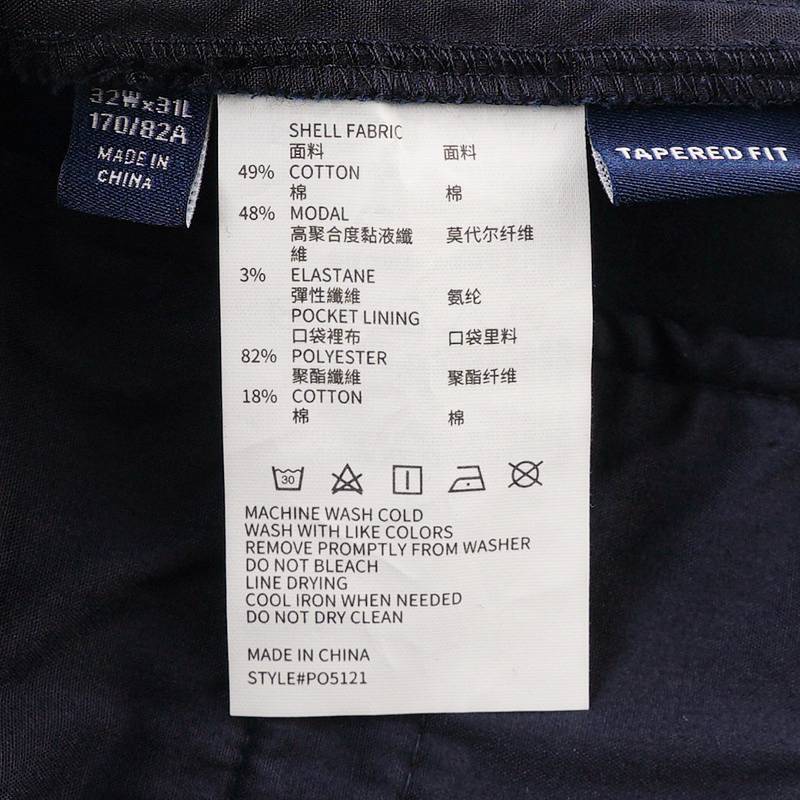 32W x 31L
170/82A
MADE IN
CHINA
TAPERED FIT
SHELL FABRIC
面料 面料
49% COTTON
棉 棉
48% MODAL
高聚合度黏液纖 莫代尔纤维
維
3% ELASTANE
彈性纖維 氨纶
POCKET LINING
口袋裡布 口袋里料
82% POLYESTER
聚酯纖維 聚酯纤维
18% COTTON
棉 棉
30
MACHINE WASH COLD
WASH WITH LIKE COLORS
REMOVE PROMPTLY FROM WASHER
DO NOT BLEACH
LINE DRYING
COOL IRON WHEN NEEDED
DO NOT DRY CLEAN
MADE IN CHINA
STYLE#PO5121